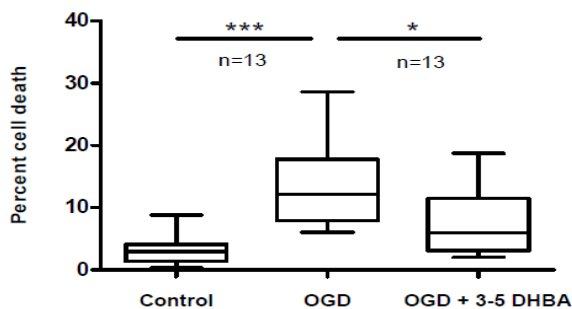 Percent cell death
40
30
20
10
0
*** *
n=13 n=13
Control OGD OGD + 3-5 DHBA